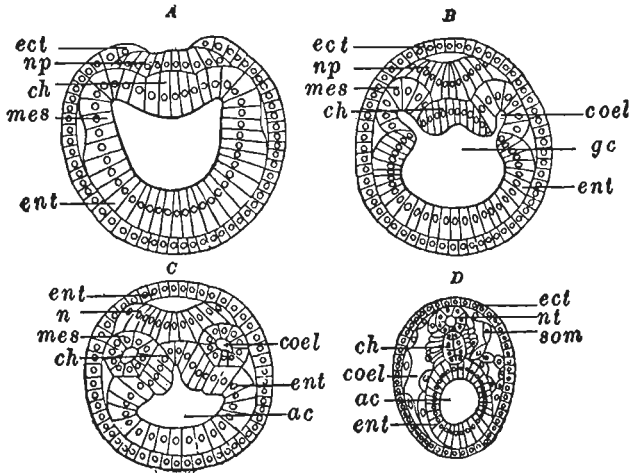 A
ect
np
ch
mes
ent
B
ect
np
mes
ch
coel
gc
ent
C
ent
n
mes
ch
coel
ent
ac
D
ect
nt
som
ch
coel
ac
ent